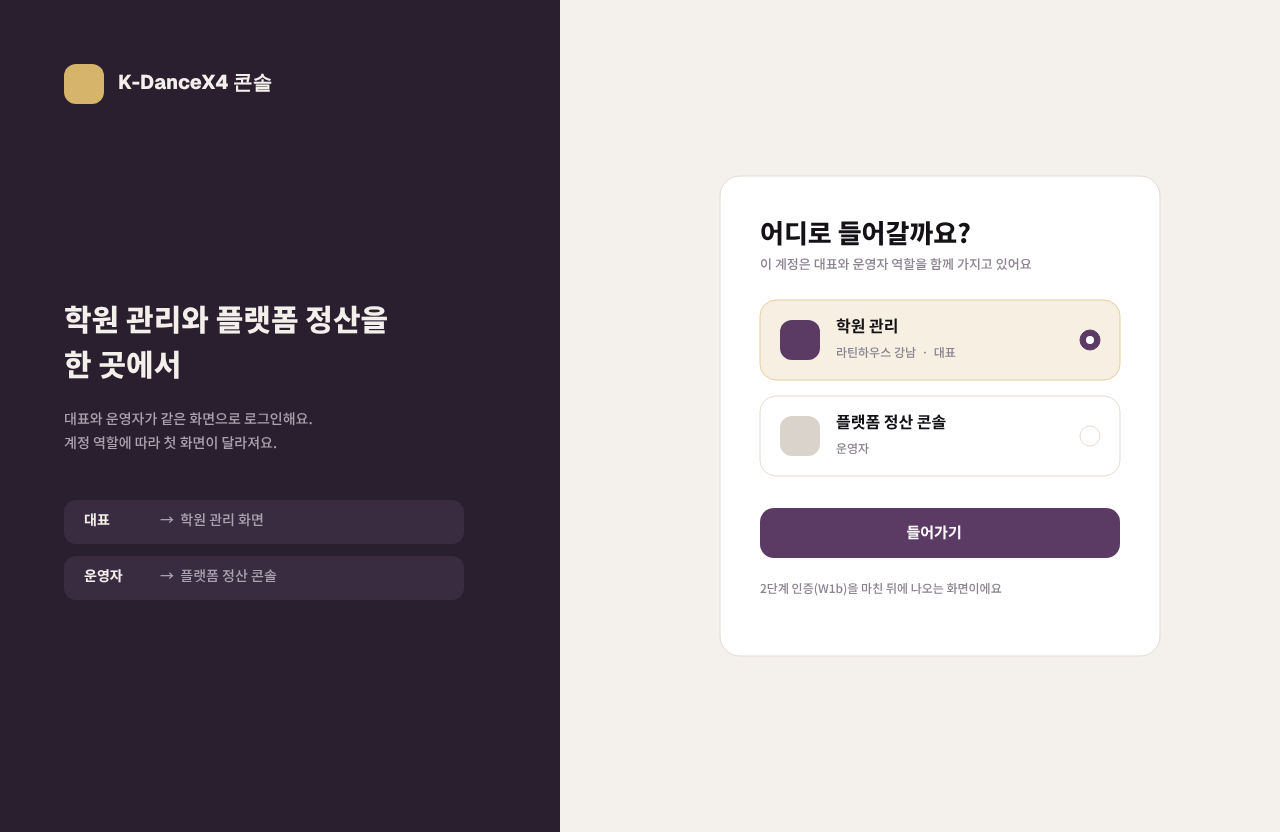 K-DanceX4 콘솔
학원 관리와 플랫폼 정산을
한 곳에서
대표와 운영자가 같은 화면으로 로그인해요.
계정 역할에 따라 첫 화면이 달라져요.
대표 → 학원 관리 화면
운영자 → 플랫폼 정산 콘솔
어디로 들어갈까요?
이 계정은 대표와 운영자 역할을 함께 가지고 있어요
학원 관리
라틴하우스 강남 · 대표
플랫폼 정산 콘솔
운영자
들어가기
2단계 인증(W1b)을 마친 뒤에 나오는 화면이에요